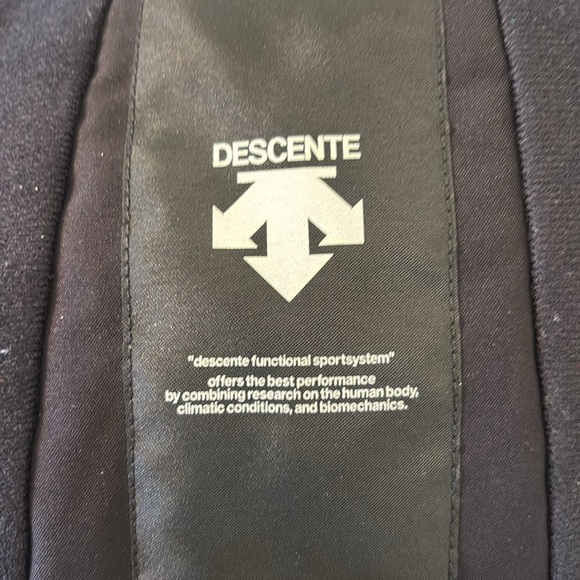 DESCENTE
"descente functional sportsystem"
offers the best performance
by combining research on the human body,
climatic conditions, and biomechanics.